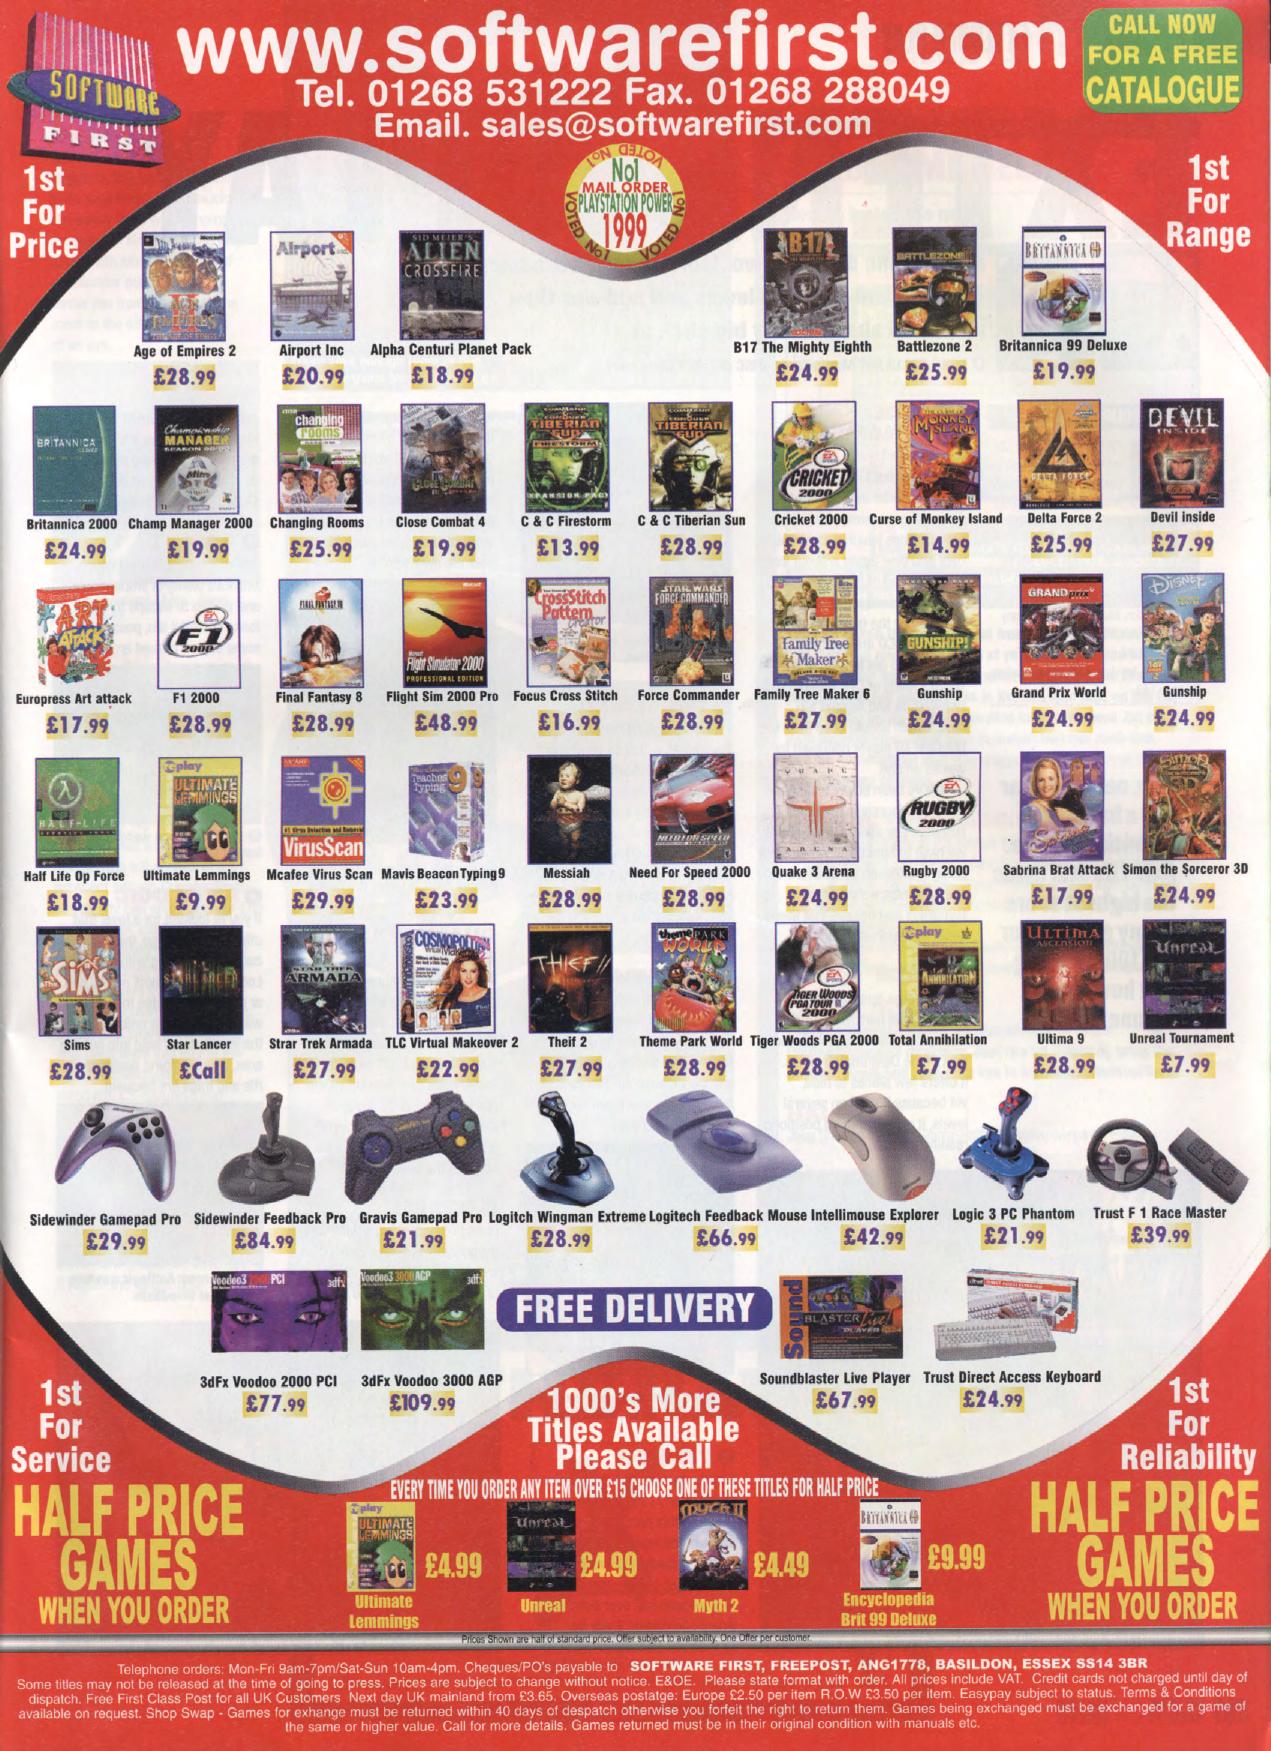 www.softwarefirst.com
Tel. 01268 531222 Fax. 01268 288049
Email. sales@softwarefirst.com
SOFTWARE
FIRST
CALL NOW
FOR A FREE
CATALOGUE
1st
For
Price
VOTED No1
No1
MAIL ORDER
PLAYSTATION POWER
1999
VOTED No1
VOTED No1
1st
For
Range
Age of Empires 2
Airport Inc
Alpha Centuri Planet Pack
B17 The Mighty Eighth
Battlezone 2
Britannica 99 Deluxe
£28.99
£20.99
£18.99
£24.99
£25.99
£19.99
Britannica 2000
Champ Manager 2000
Changing Rooms
Close Combat 4
C & C Firestorm
C & C Tiberian Sun
Cricket 2000
Curse of Monkey Island
Delta Force 2
Devil inside
£24.99
£19.99
£25.99
£19.99
£13.99
£28.99
£28.99
£14.99
£25.99
£27.99
Europress Art attack
F1 2000
Final Fantasy 8
Flight Sim 2000 Pro
Focus Cross Stitch
Force Commander
Family Tree Maker 6
Gunship
Grand Prix World
Gunship
£17.99
£28.99
£28.99
£48.99
£16.99
£28.99
£27.99
£24.99
£24.99
£24.99
Half Life Op Force
Ultimate Lemmings
Mcafee Virus Scan
Mavis Beacon Typing 9
Messiah
Need For Speed 2000
Quake 3 Arena
Rugby 2000
Sabrina Brat Attack
Simon the Sorceror 3D
£18.99
£9.99
£29.99
£23.99
£28.99
£28.99
£24.99
£28.99
£17.99
£24.99
Sims
Star Lancer
Strar Trek Armada
TLC Virtual Makeover 2
Theif 2
Theme Park World
Tiger Woods PGA 2000
Total Annihilation
Ultima 9
Unreal Tournament
£28.99
£Call
£27.99
£22.99
£27.99
£28.99
£28.99
£7.99
£28.99
£7.99
Sidewinder Gamepad Pro
Sidewinder Feedback Pro
Gravis Gamepad Pro
Logitch Wingman Extreme
Logitech Feedback Mouse
Intellimouse Explorer
Logic 3 PC Phantom
Trust F 1 Race Master
£29.99
£84.99
£21.99
£28.99
£66.99
£42.99
£21.99
£39.99
FREE DELIVERY
3dFx Voodoo 2000 PCI
3dFx Voodoo 3000 AGP
Soundblaster Live Player
Trust Direct Access Keyboard
£77.99
£109.99
£67.99
£24.99
1st
For
Service
1000's More
Titles Available
Please Call
1st
For
Reliability
EVERY TIME YOU ORDER ANY ITEM OVER £15 CHOOSE ONE OF THESE TITLES FOR HALF PRICE
HALF PRICE
GAMES
WHEN YOU ORDER
£4.99
Ultimate
Lemmings
£4.99
Unreal
£4.49
Myth 2
£9.99
Encyclopedia
Brit 99 Deluxe
HALF PRICE
GAMES
WHEN YOU ORDER
Prices Shown are half of standard price. Offer subject to availability. One Offer per customer.
Telephone orders: Mon-Fri 9am-7pm/Sat-Sun 10am-4pm. Cheques/PO's payable to SOFTWARE FIRST, FREEPOST, ANG1778, BASILDON, ESSEX SS14 3BR
Some titles may not be released at the time of going to press. Prices are subject to change without notice. E&OE. Please state format with order. All prices include VAT. Credit cards not charged until day of
dispatch. Free First Class Post for all UK Customers Next day UK mainland from £3.65. Overseas postatge: Europe £2.50 per item R.O.W £3.50 per item. Easypay subject to status. Terms & Conditions
available on request. Shop Swap - Games for exhange must be returned within 40 days of despatch otherwise you forfeit the right to return them. Games being exchanged must be exchanged for a game of
the same or higher value. Call for more details. Games returned must be in their original condition with manuals etc.